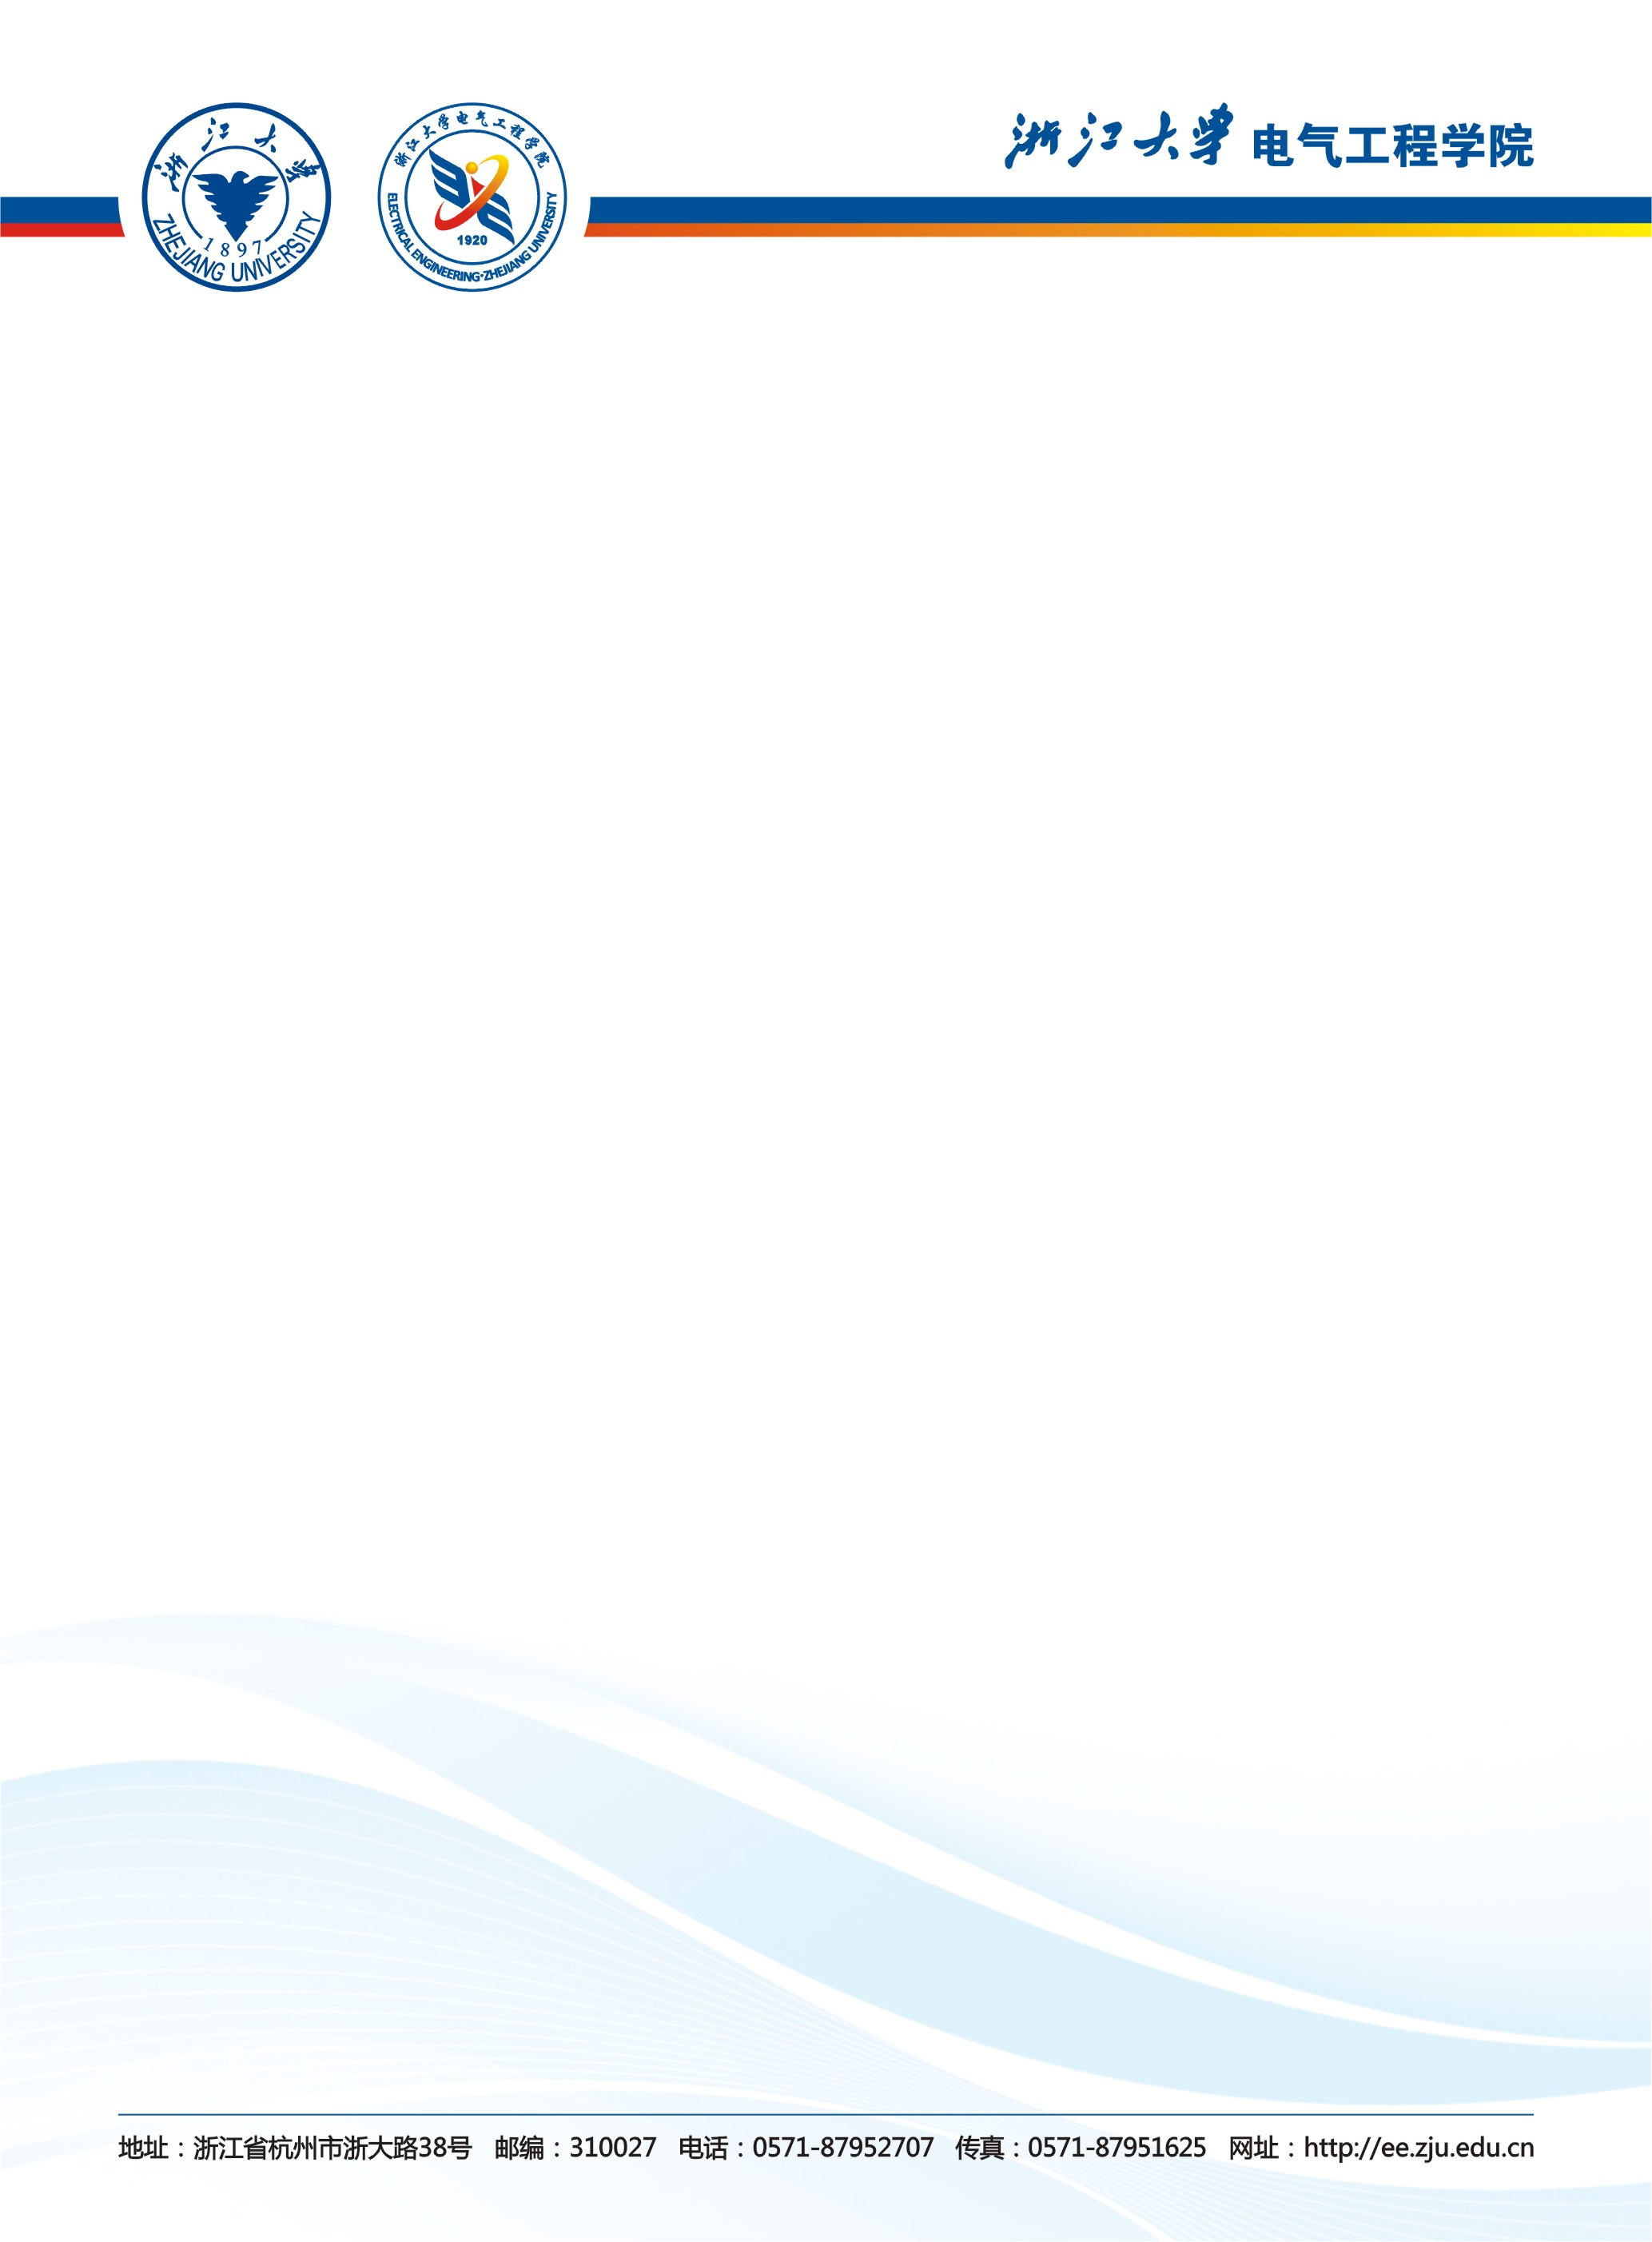 浙江大学
1897
ZHEJIANG UNIVERSITY
浙江大学电气工程学院
1920
ELECTRICAL ENGINEERING·ZHEJIANG UNIVERSITY
浙江大学 电气工程学院
地址：浙江省杭州市浙大路38号 邮编：310027 电话：0571-87952707 传真：0571-87951625 网址：http://ee.zju.edu.cn